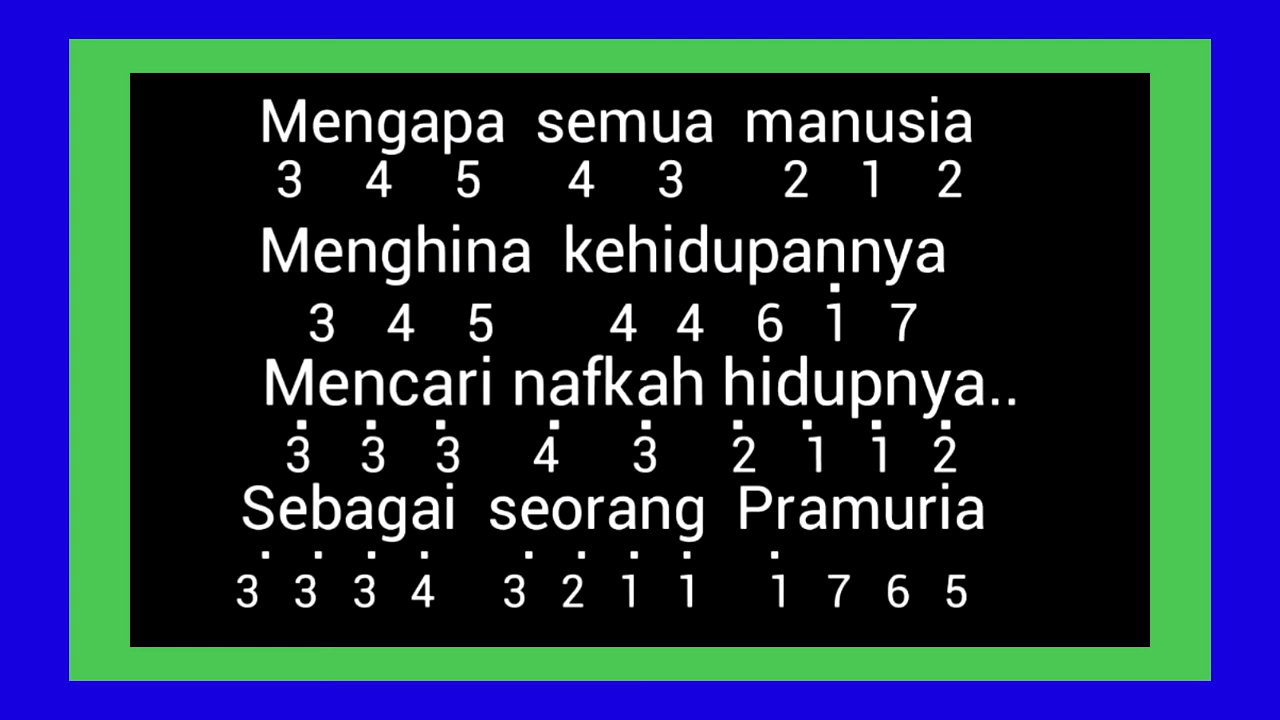 Mengapa semua manusia
3 4 5 4 3 2 1 2
Menghina kehidupannya
3 4 5 4 4 6 1̇ 7
Mencari nafkah hidupnya..
3̇ 3̇ 3̇ 4̇ 3̇ 2̇ 1̇ 1̇ 2̇
Sebagai seorang Pramuria
3̇ 3̇ 3̇ 4̇ 3̇ 2̇ 1̇ 1̇ 1̇ 7 6 5